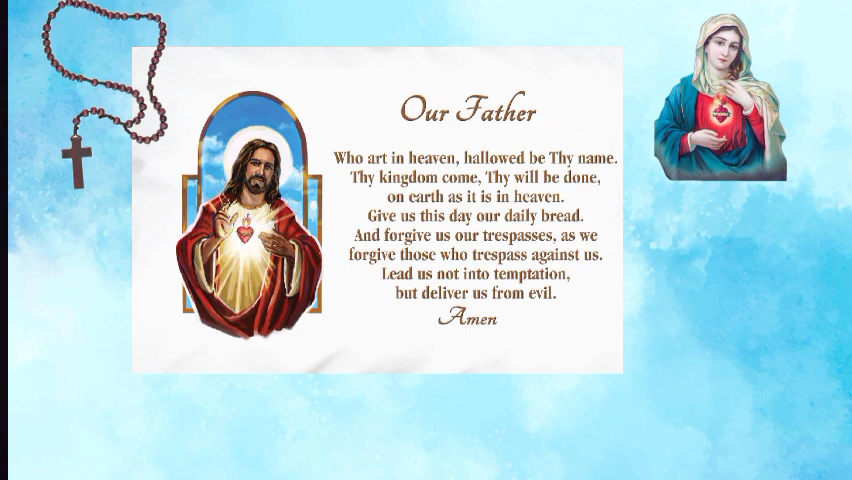 Our Father
Who art in heaven, hallowed be Thy name.
Thy kingdom come, Thy will be done,
on earth as it is in heaven.
Give us this day our daily bread.
And forgive us our trespasses, as we
forgive those who trespass against us.
Lead us not into temptation,
but deliver us from evil.
Amen